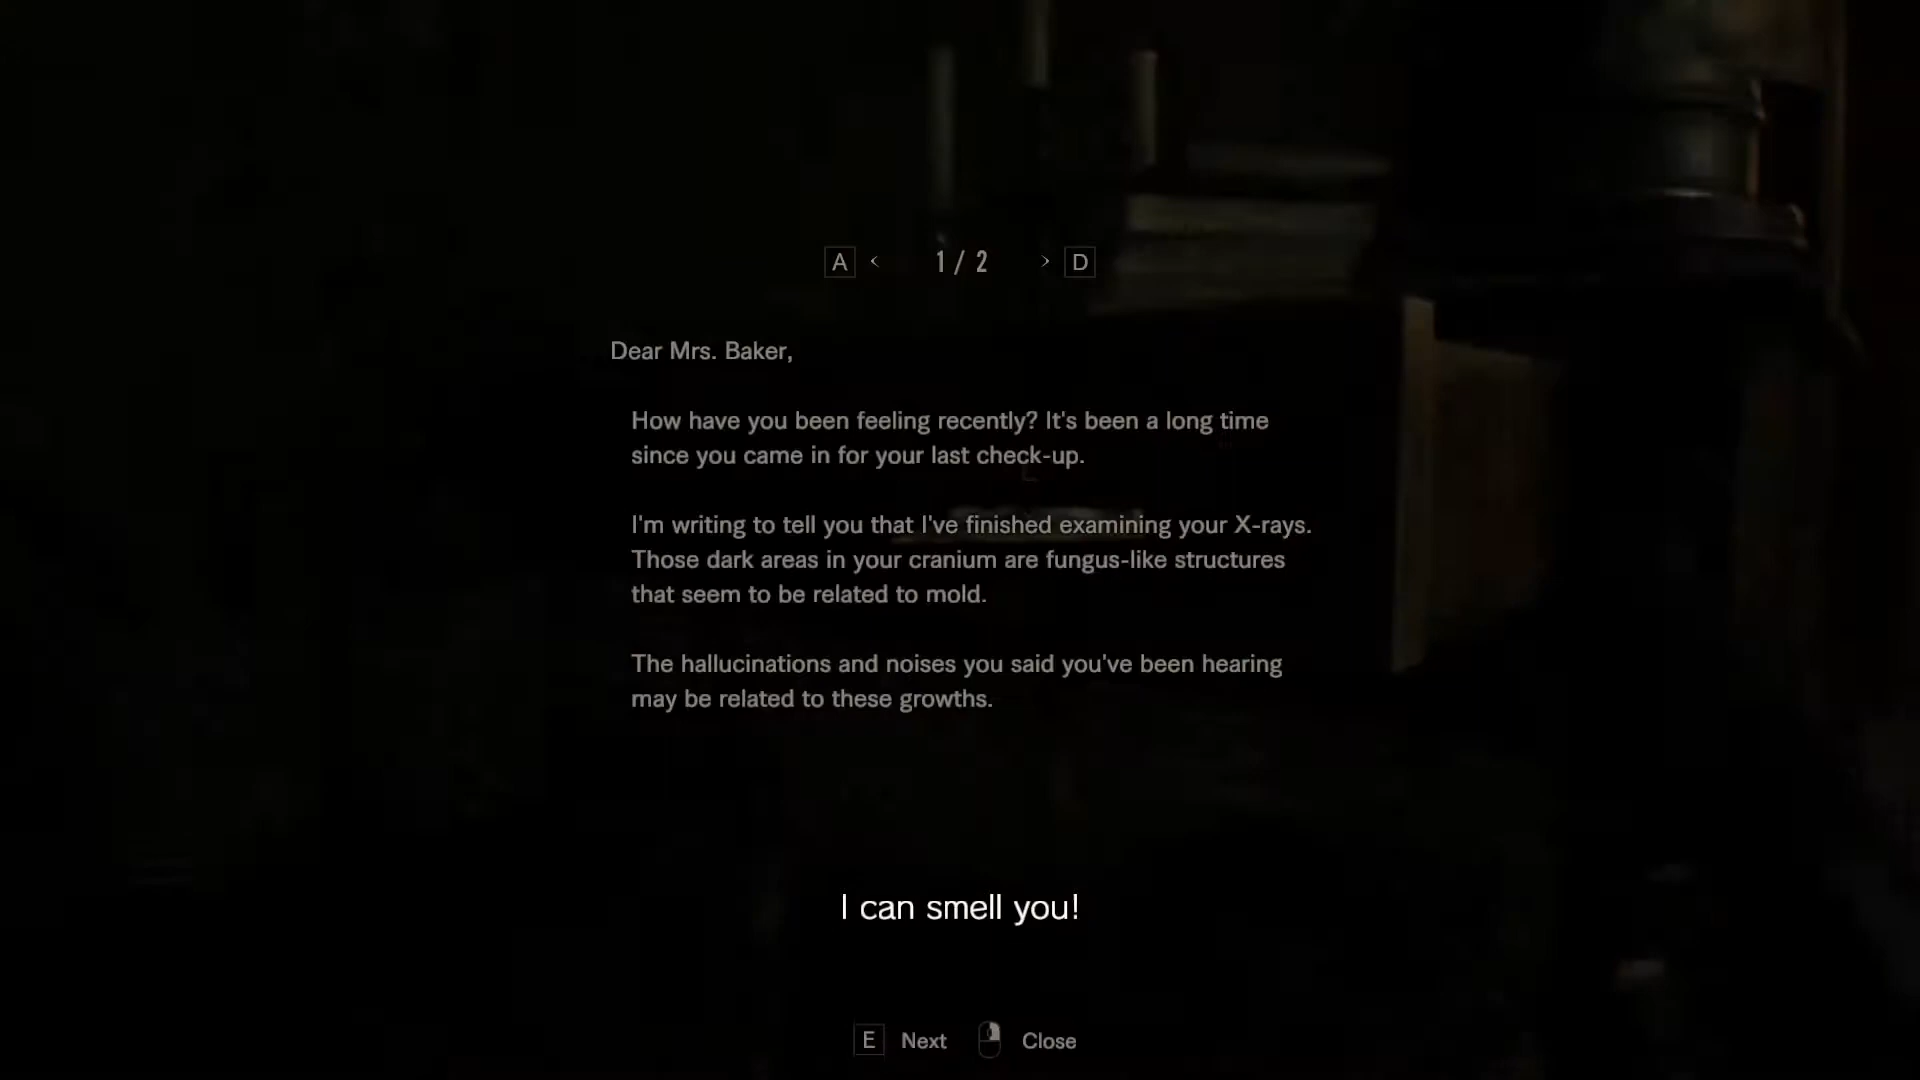 A < 1 / 2 > D
Dear Mrs. Baker,
How have you been feeling recently? It's been a long time
since you came in for your last check-up.
I'm writing to tell you that I've finished examining your X-rays.
Those dark areas in your cranium are fungus-like structures
that seem to be related to mold.
The hallucinations and noises you said you've been hearing
may be related to these growths.
I can smell you!
E Next Close